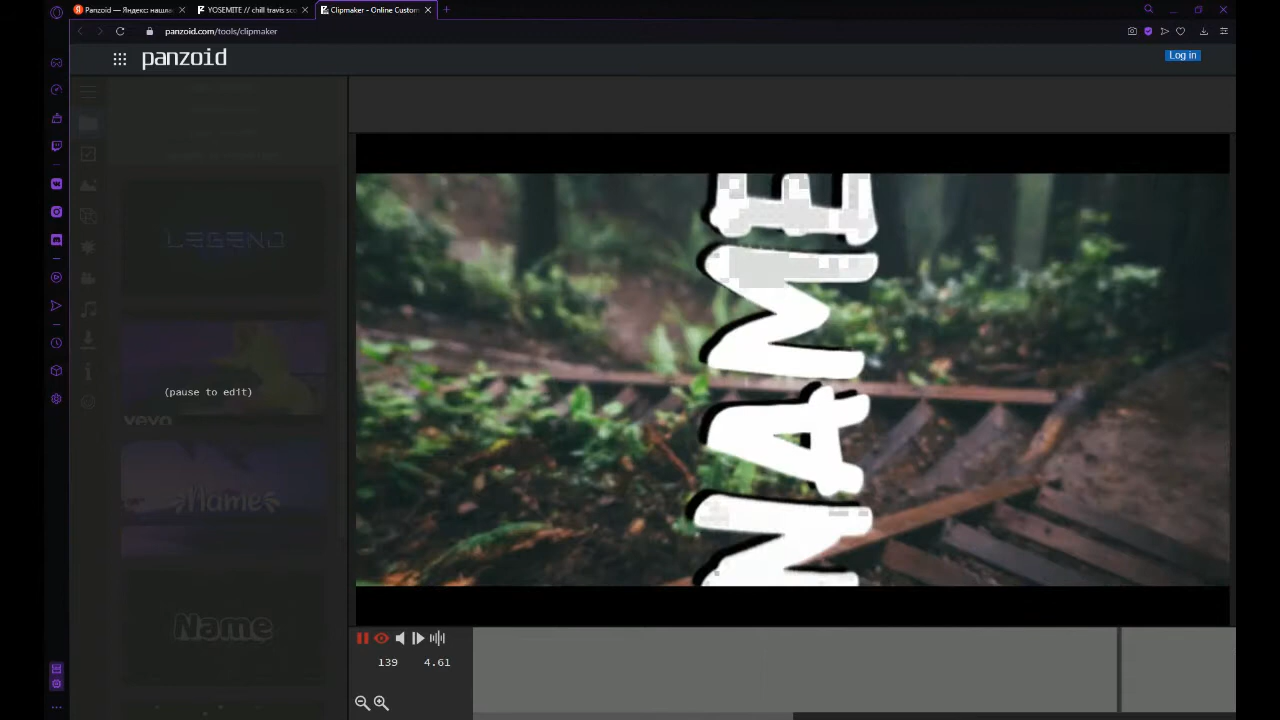 Panzoid — Яндекс: нашла
YOSEMITE // chill travis sc
Clipmaker - Online Custom
panzoid.com/tools/clipmaker
panzoid
Log in
LEGEND
(pause to edit)
vevo
Name
Name
NAME
139 4.61